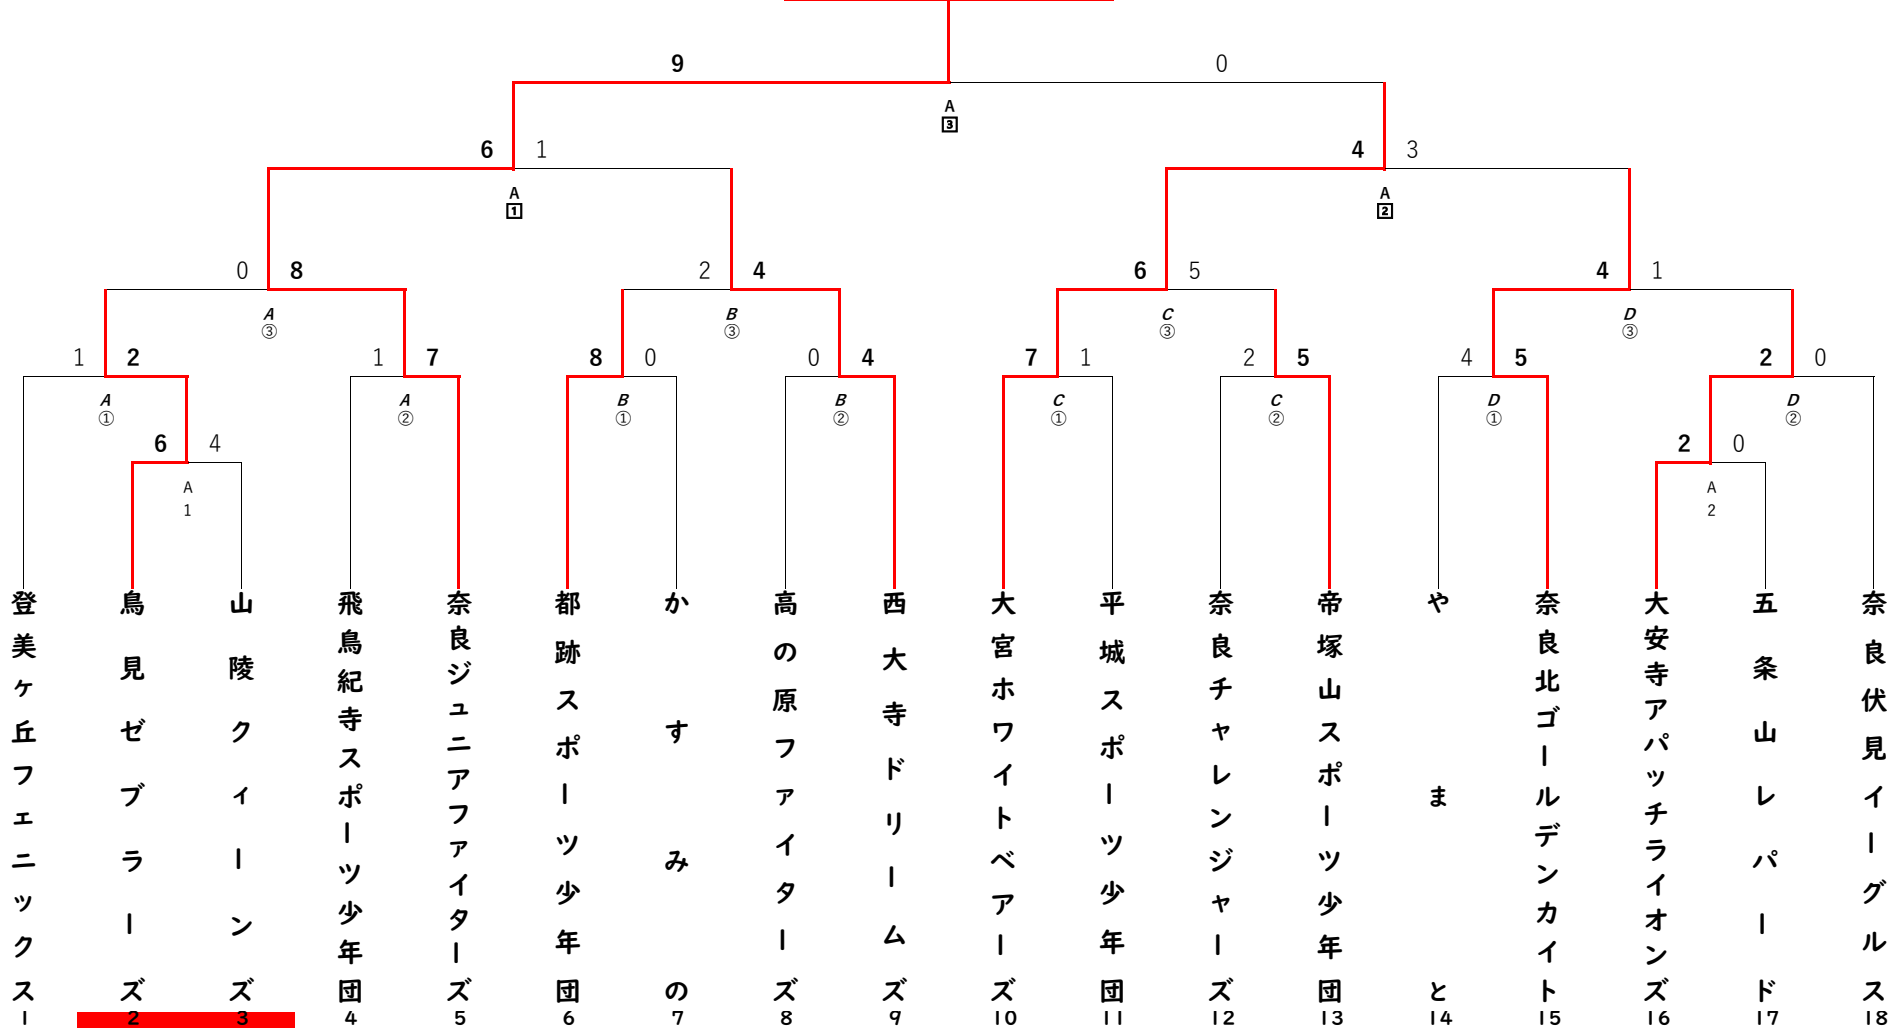 9 0
A
3
6 1 4 3
A A
1 2
0 8 2 4 6 5 4 1
A B C D
③ ③ ③ ③
1 2 1 7 8 0 0 4 7 1 2 5 4 5 2 0
A A B B C C D D
① ② ① ② ① ② ① ②
6 4 2 0
A A
1 2
登美ヶ丘フェニックス
鳥見ゼブラーズ
山陵クィーンズ
飛鳥紀寺スポーツ少年団
奈良ジュニアファイターズ
都跡スポーツ少年団
かすみの
高の原ファイターズ
西大寺ドリームズ
大宮ホワイトベアーズ
平城スポーツ少年団
奈良チャレンジャーズ
帝塚山スポーツ少年団
やまと
奈良北ゴールデンカイト
大安寺アパッチライオンズ
五条山レパード
奈良伏見イーグルス
1 2 3 4 5 6 7 8 9 10 11 12 13 14 15 16 17 18